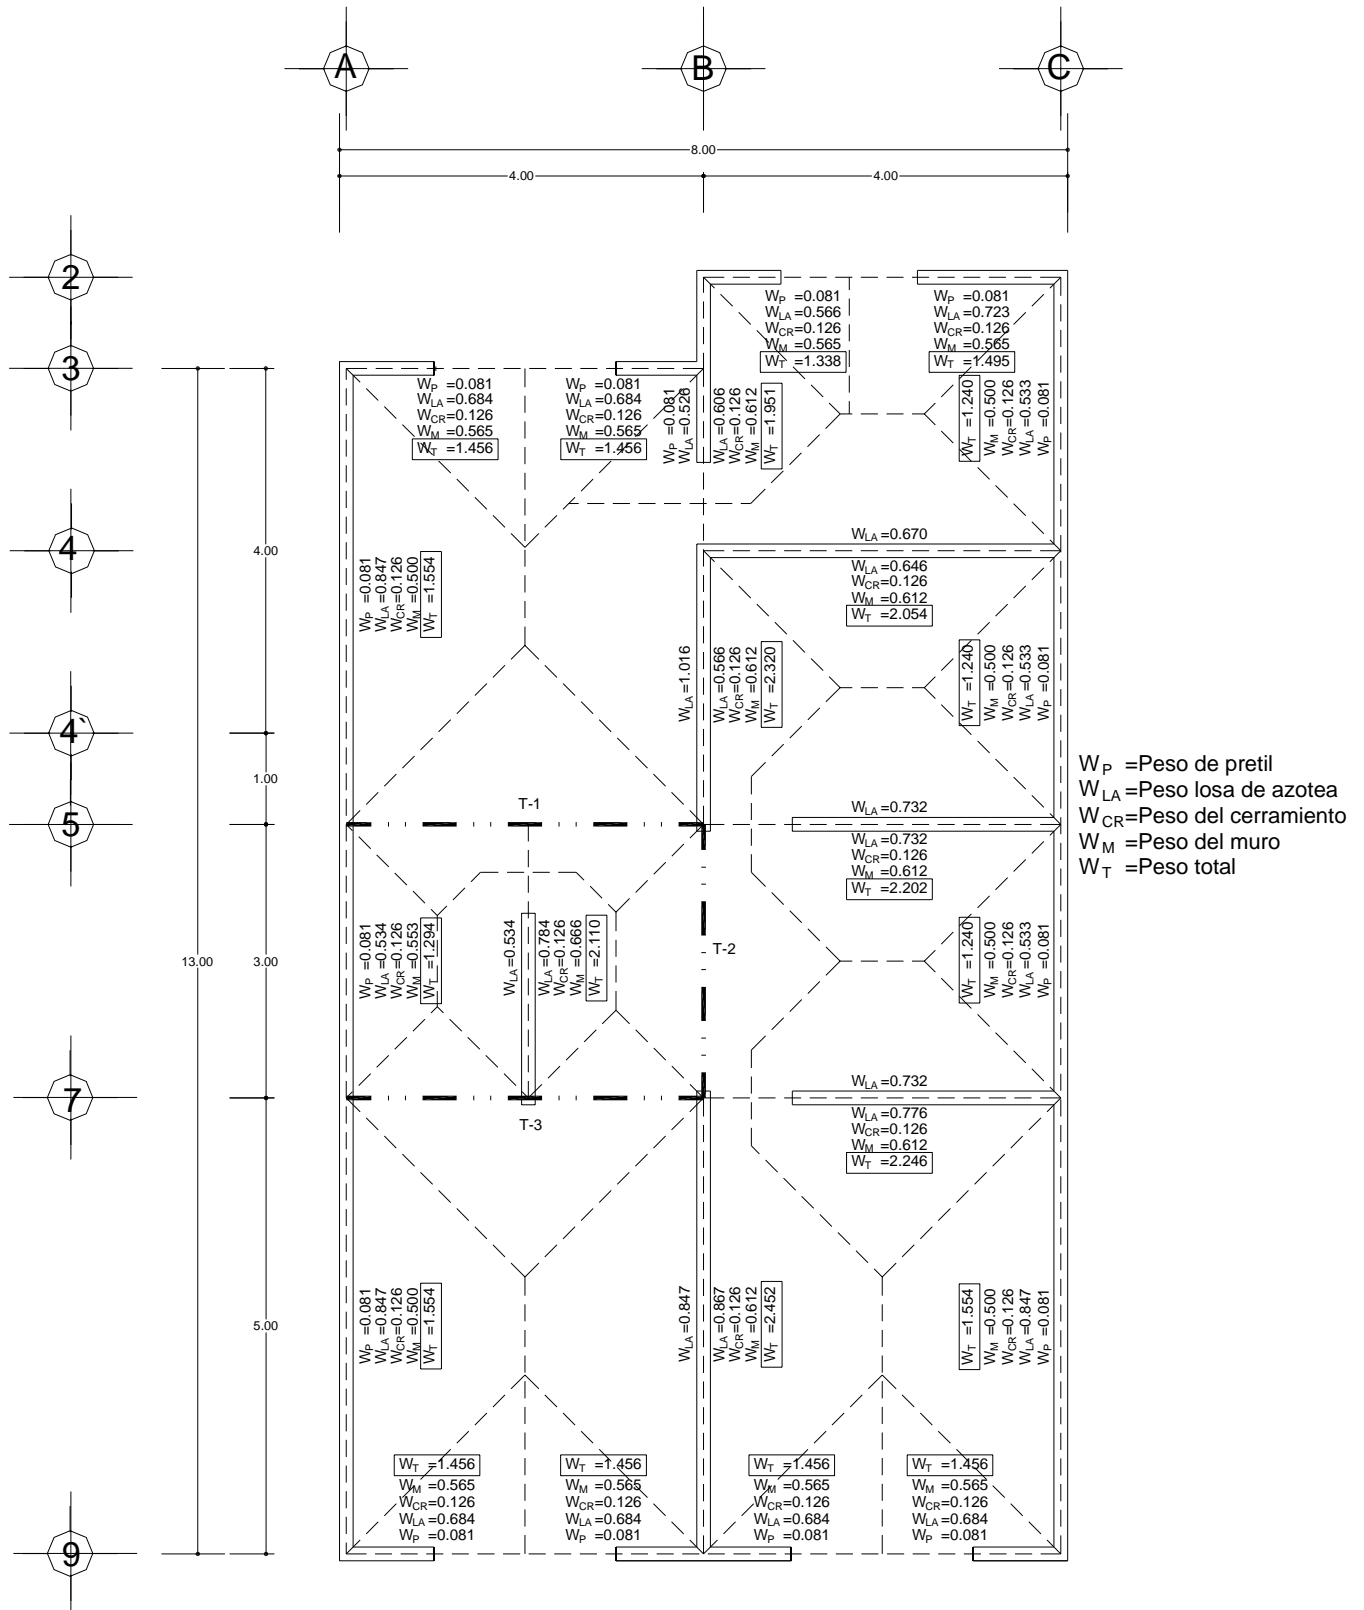 A
B
C
8.00
4.00
4.00
2
3
4
4`
5
7
9
4.00
1.00
13.00
3.00
5.00
W_P =0.081
W_LA=0.566
W_CR=0.126
W_M =0.565
W_T =1.338
W_P =0.081
W_LA=0.723
W_CR=0.126
W_M =0.565
W_T =1.495
W_P =0.081
W_LA=0.684
W_CR=0.126
W_M =0.565
W_T =1.456
W_P =0.081
W_LA=0.684
W_CR=0.126
W_M =0.565
W_T =1.456
W_P =0.081
W_LA=0.526
W_LA=0.606
W_CR=0.126
W_M =0.612
W_T =1.951
W_T =1.240
W_M =0.500
W_CR=0.126
W_LA=0.533
W_P =0.081
W_P =0.081
W_LA=0.847
W_CR=0.126
W_M =0.500
W_T =1.554
W_LA=0.670
W_LA=0.646
W_CR=0.126
W_M =0.612
W_T =2.054
W_LA=1.016
W_LA=0.566
W_CR=0.126
W_M =0.612
W_T =2.320
W_T =1.240
W_M =0.500
W_CR=0.126
W_LA=0.533
W_P =0.081
W_P =Peso de pretil
W_LA=Peso losa de azotea
W_CR=Peso del cerramiento
W_M =Peso del muro
W_T =Peso total
T-1
W_LA=0.732
W_LA=0.732
W_CR=0.126
W_M =0.612
W_T =2.202
W_P =0.081
W_LA=0.534
W_CR=0.126
W_M =0.553
W_T =1.294
W_LA=0.534
W_LA=0.784
W_CR=0.126
W_M =0.666
W_T =2.110
T-2
W_T =1.240
W_M =0.500
W_CR=0.126
W_LA=0.533
W_P =0.081
T-3
W_LA=0.732
W_LA=0.776
W_CR=0.126
W_M =0.612
W_T =2.246
W_P =0.081
W_LA=0.847
W_CR=0.126
W_M =0.500
W_T =1.554
W_LA=0.847
W_LA=0.867
W_CR=0.126
W_M =0.612
W_T =2.452
W_T =1.554
W_M =0.500
W_CR=0.126
W_LA=0.847
W_P =0.081
W_T =1.456
W_M =0.565
W_CR=0.126
W_LA=0.684
W_P =0.081
W_T =1.456
W_M =0.565
W_CR=0.126
W_LA=0.684
W_P =0.081
W_T =1.456
W_M =0.565
W_CR=0.126
W_LA=0.684
W_P =0.081
W_T =1.456
W_M =0.565
W_CR=0.126
W_LA=0.684
W_P =0.081